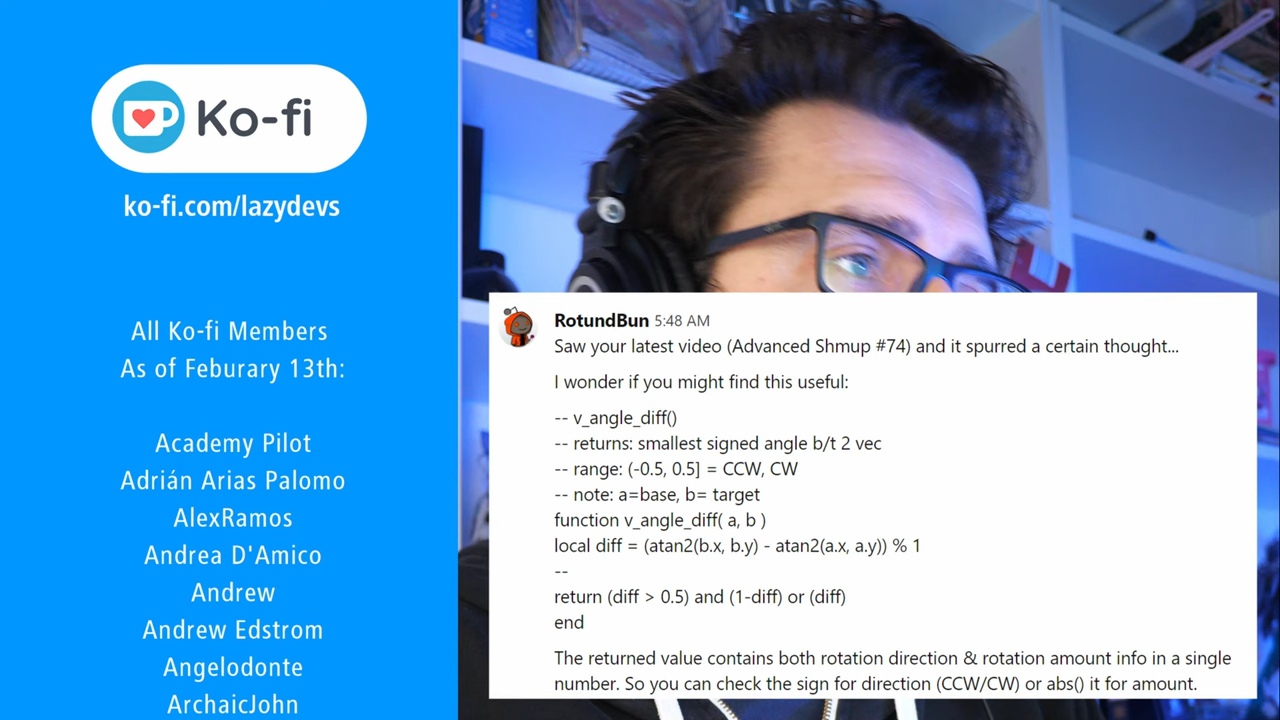 Ko-fi
ko-fi.com/lazydevs
All Ko-fi Members
As of Feburary 13th:
Academy Pilot
Adrián Arias Palomo
AlexRamos
Andrea D'Amico
Andrew
Andrew Edstrom
Angelodonte
ArchaicJohn
RotundBun 5:48 AM
Saw your latest video (Advanced Shmup #74) and it spurred a certain thought...
I wonder if you might find this useful:
-- v_angle_diff()
-- returns: smallest signed angle b/t 2 vec
-- range: (-0.5, 0.5] = CCW, CW
-- note: a=base, b= target
function v_angle_diff( a, b )
local diff = (atan2(b.x, b.y) - atan2(a.x, a.y)) % 1
--
return (diff > 0.5) and (1-diff) or (diff)
end
The returned value contains both rotation direction & rotation amount info in a single
number. So you can check the sign for direction (CCW/CW) or abs() it for amount.